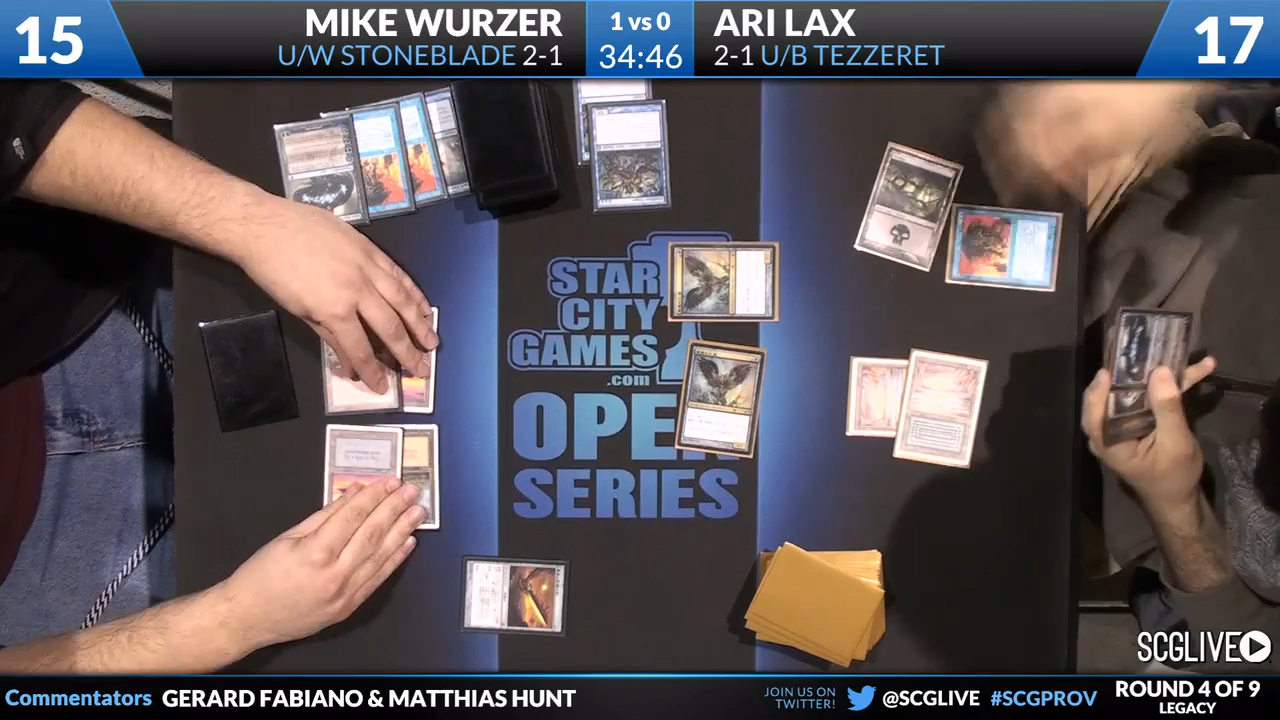 15
MIKE WURZER
U/W STONEBLADE 2-1
1 vs 0
34:46
ARI LAX
2-1 U/B TEZZERET
17
STAR
CITY
GAMES
.com
OPE
SERIES
SCGLIVE
Commentators GERARD FABIANO & MATTHIAS HUNT
JOIN US ON
TWITTER!
@SCGLIVE #SCGPROV
ROUND 4 OF 9
LEGACY